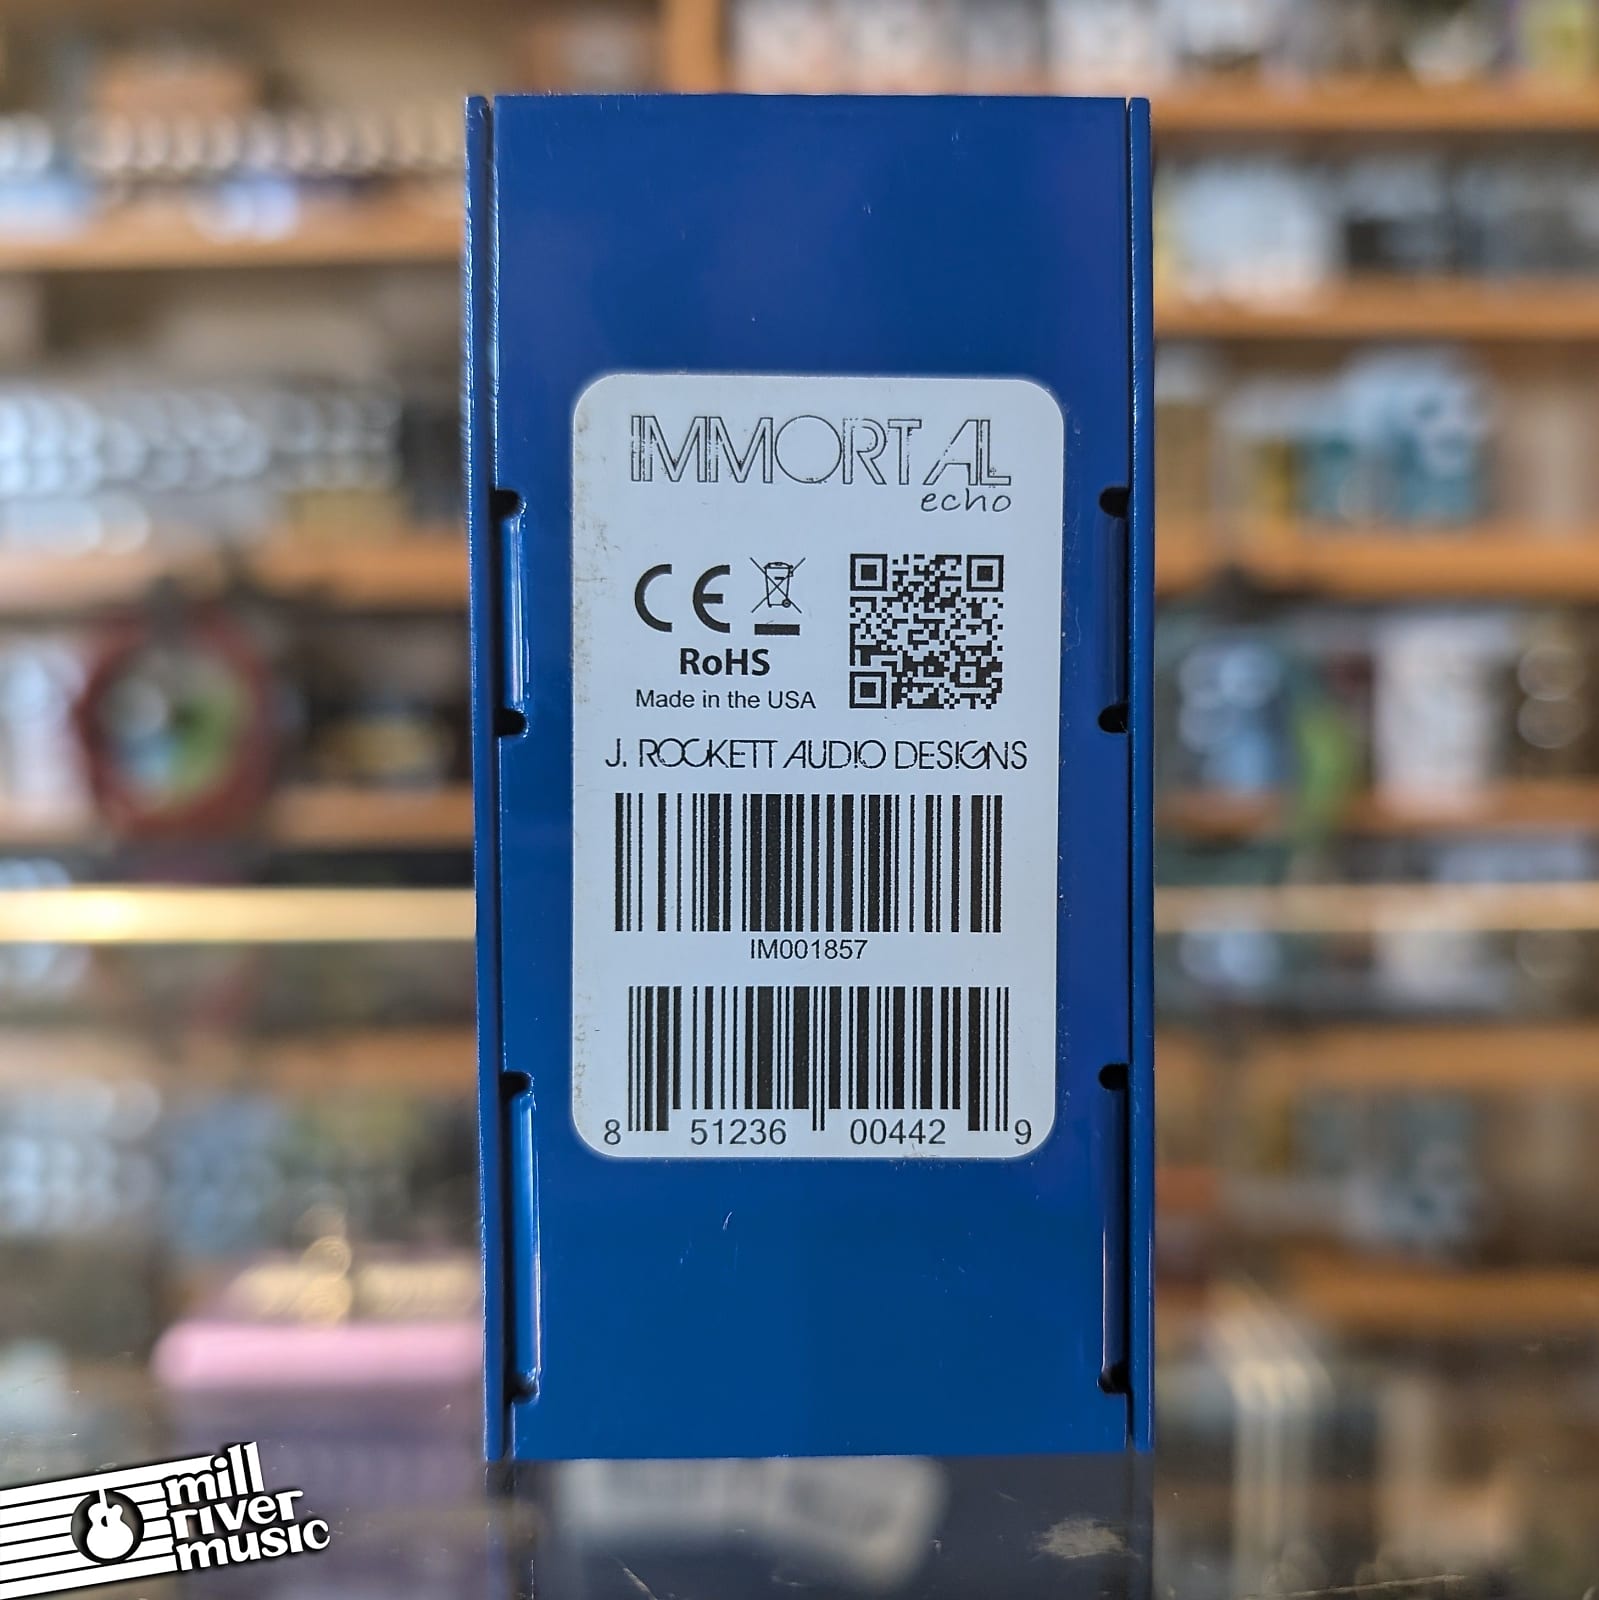 IMMORTAL
echo
CE
RoHS
Made in the USA
J. ROCKETT AUDIO DESIGNS
IM001857
8 51236 00442 9
mill
river
music